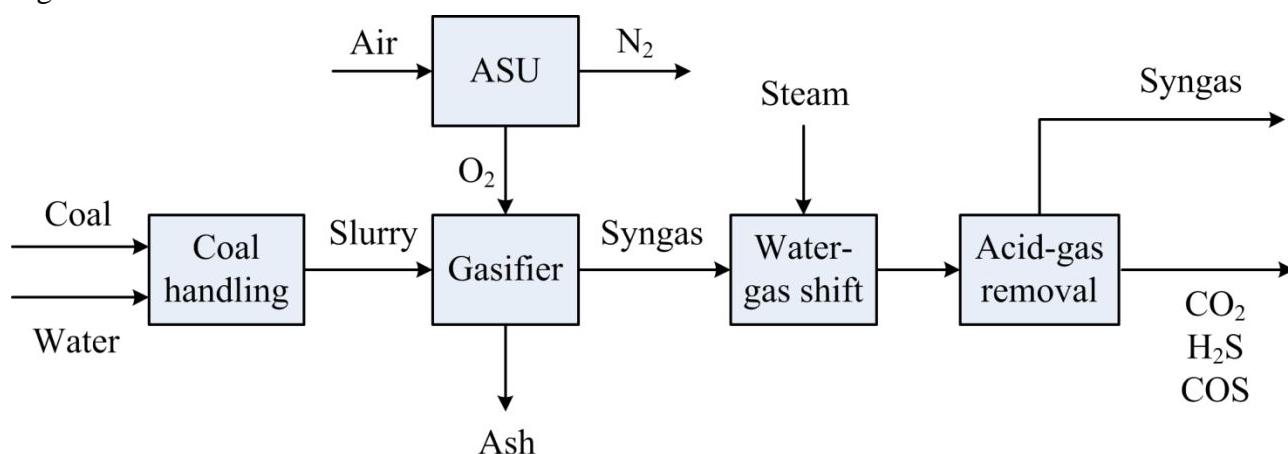 Air
ASU
N₂
Steam
Syngas
O₂
Coal
Water
Coal
handling
Slurry
Gasifier
Syngas
Water-
gas shift
Acid-gas
removal
CO₂
H₂S
COS
Ash